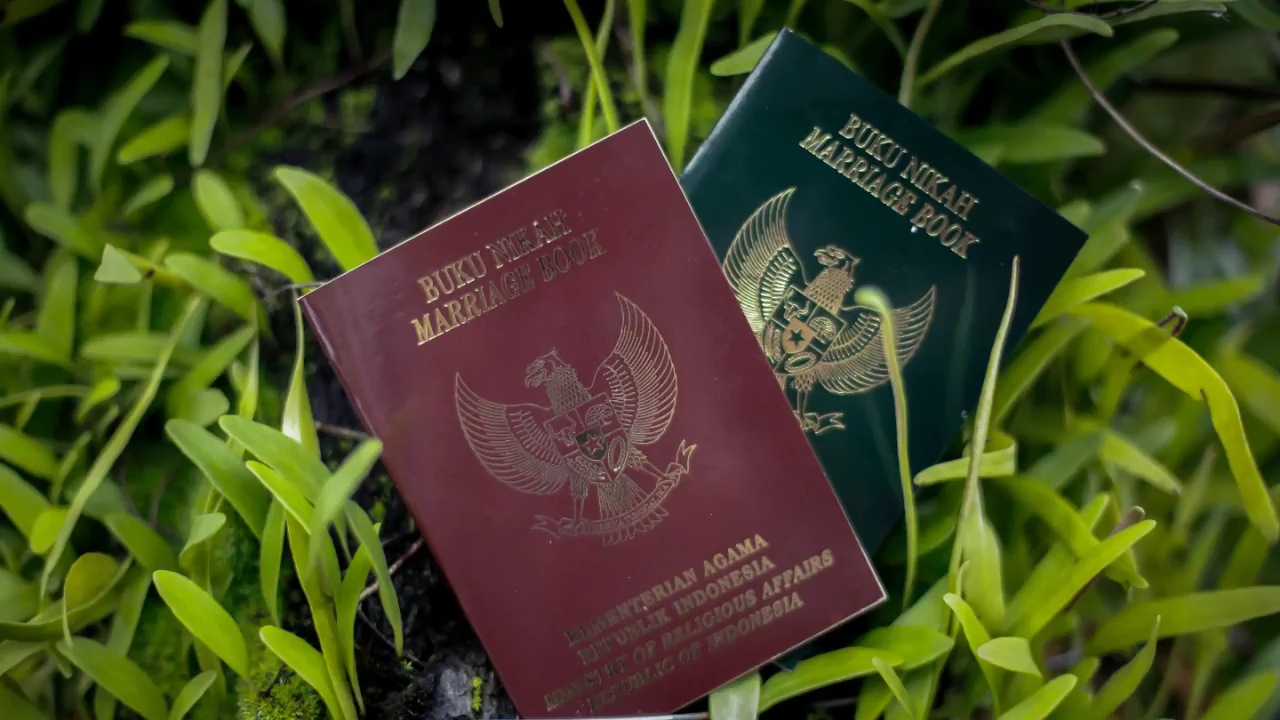 BUKU NIKAH
MARRIAGE BOOK
KEMENTERIAN AGAMA
REPUBLIK INDONESIA
MINISTRY OF RELIGIOUS AFFAIRS
REPUBLIC OF INDONESIA
BUKU NIKAH
MARRIAGE BOOK